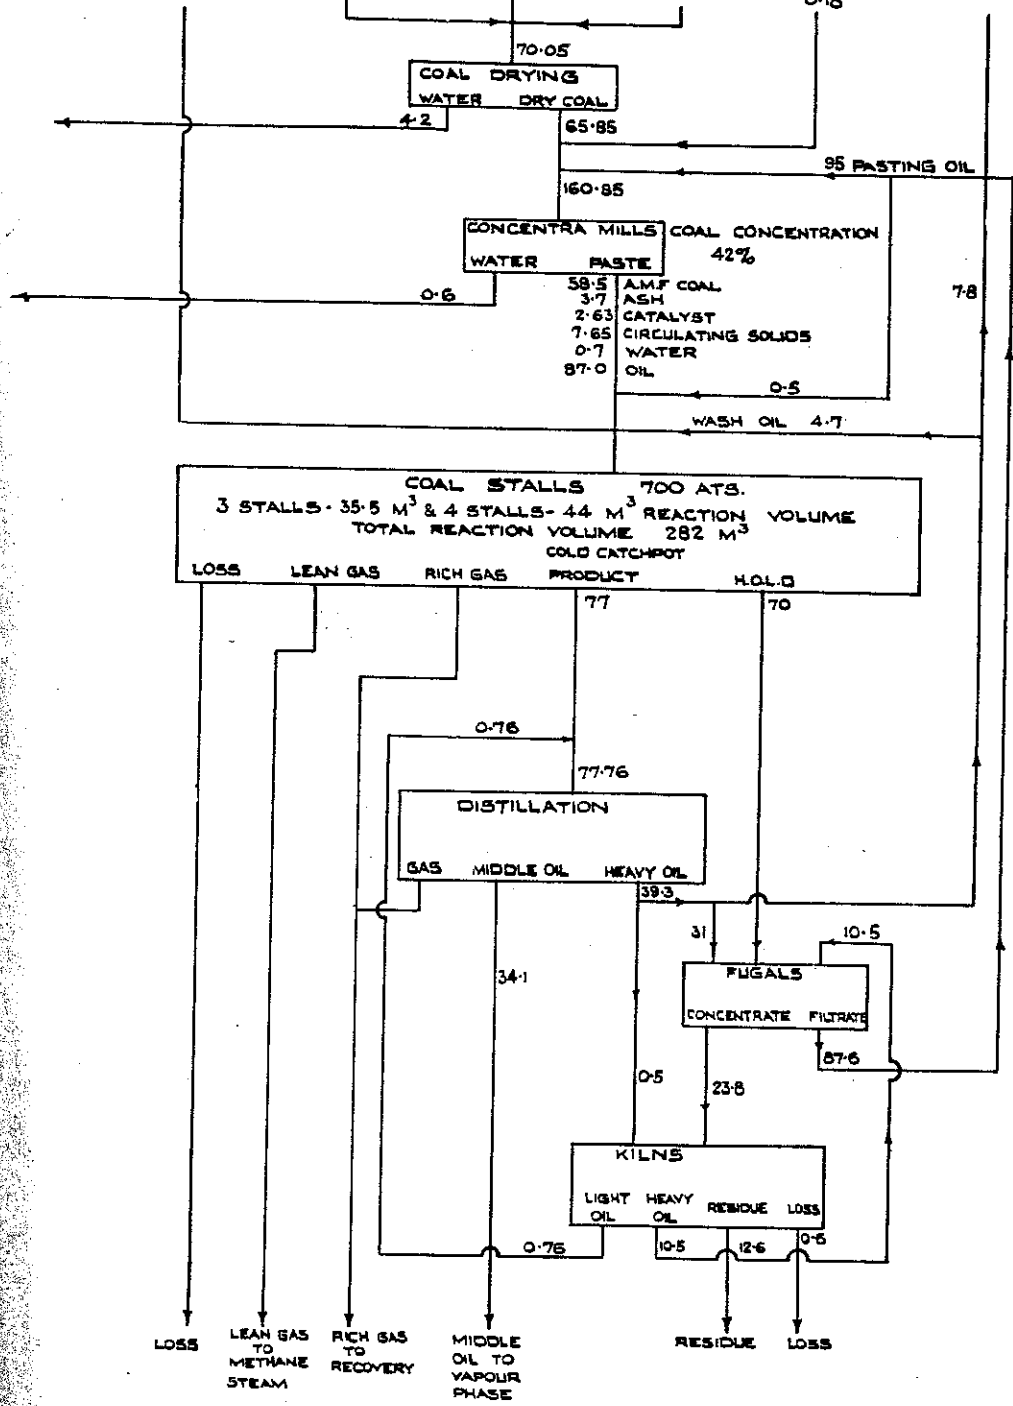 70·05
COAL DRYING
WATER DRY COAL
4·2
65·85
95 PASTING OIL
160·85
CONCENTRA MILLS COAL CONCENTRATION
42%
WATER PASTE
58·5 A.M.F COAL
0·6
3·7 ASH
7·8
2·63 CATALYST
7·65 CIRCULATING SOLIDS
0·7 WATER
87·0 OIL
0·5
WASH OIL 4·7
COAL STALLS 700 ATS.
3 STALLS - 35·5 M³ & 4 STALLS - 44 M³ REACTION VOLUME
TOTAL REACTION VOLUME 282 M³
COLD CATCHPOT
LOSS LEAN GAS RICH GAS PRODUCT H.O.L.D
77 70
0·76
77·76
DISTILLATION
GAS MIDDLE OIL HEAVY OIL
39·3
31 10·5
34·1 FUGALS
CONCENTRATE FILTRATE
87·6
0·5 23·8
KILNS
LIGHT HEAVY RESIDUE LOSS
OIL OIL
0·76 10·5 12·6
LOSS LEAN GAS RICH GAS MIDDLE RESIDUE LOSS
TO TO OIL TO
METHANE RECOVERY VAPOUR
STEAM PHASE